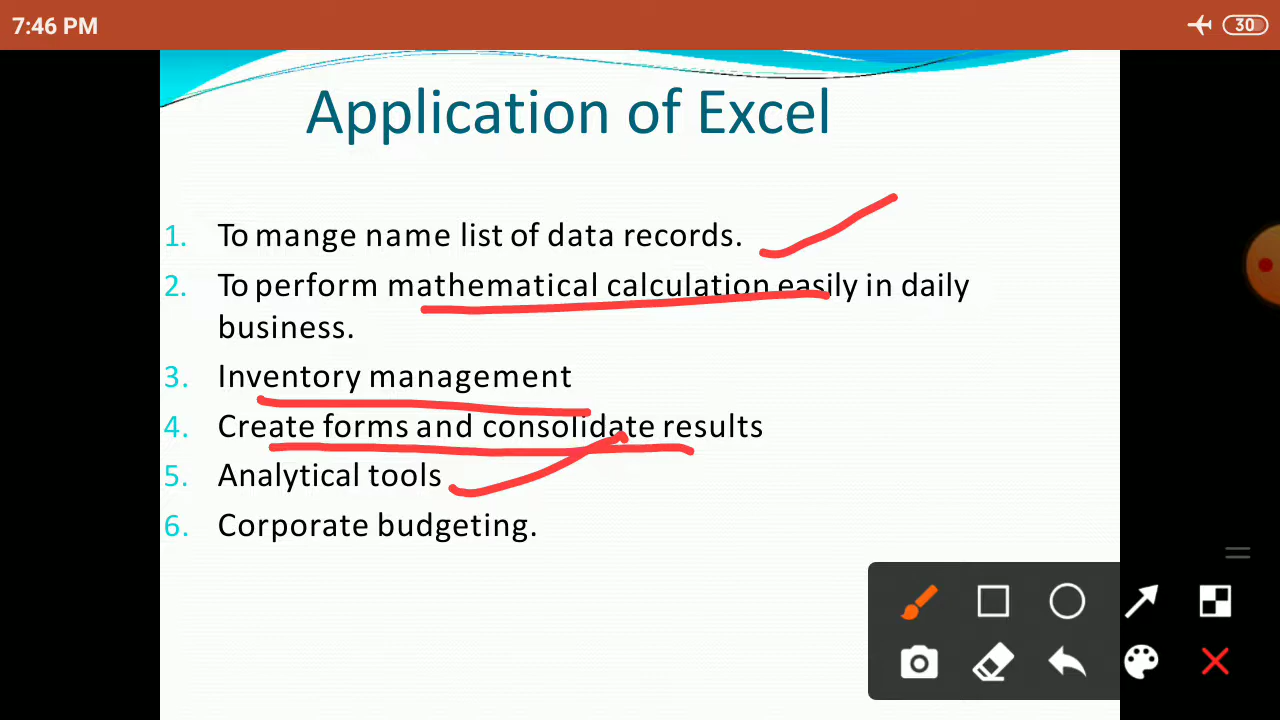 7:46 PM
30
Application of Excel
1. To mange name list of data records.
2. To perform mathematical calculation easily in daily
business.
3. Inventory management
4. Create forms and consolidate results
5. Analytical tools
6. Corporate budgeting.